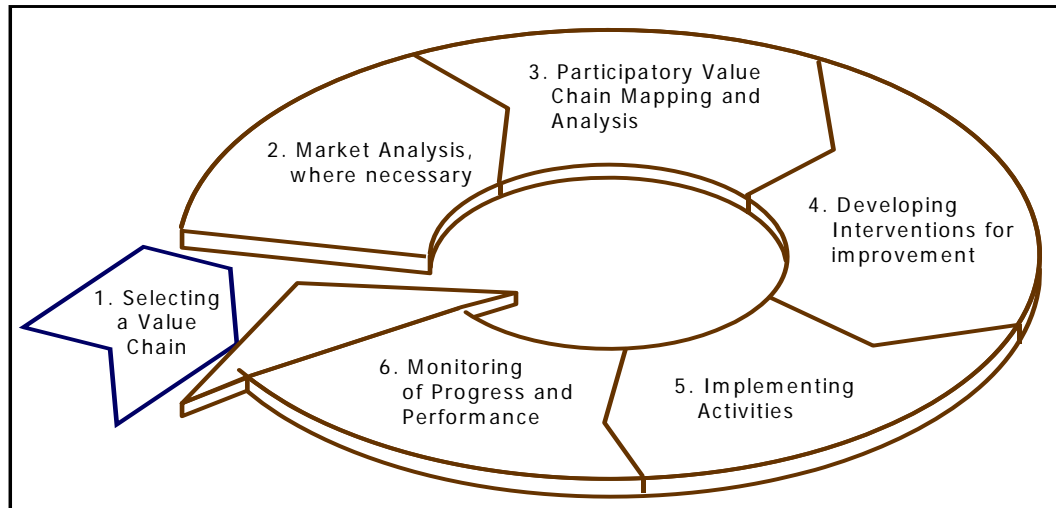 1. Selecting
a Value
Chain
2. Market Analysis,
where necessary
3. Participatory Value
Chain Mapping and
Analysis
4. Developing
Interventions for
improvement
5. Implementing
Activities
6. Monitoring
of Progress and
Performance